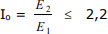 I₀ = E₂ / E₁ ≤ 2,2